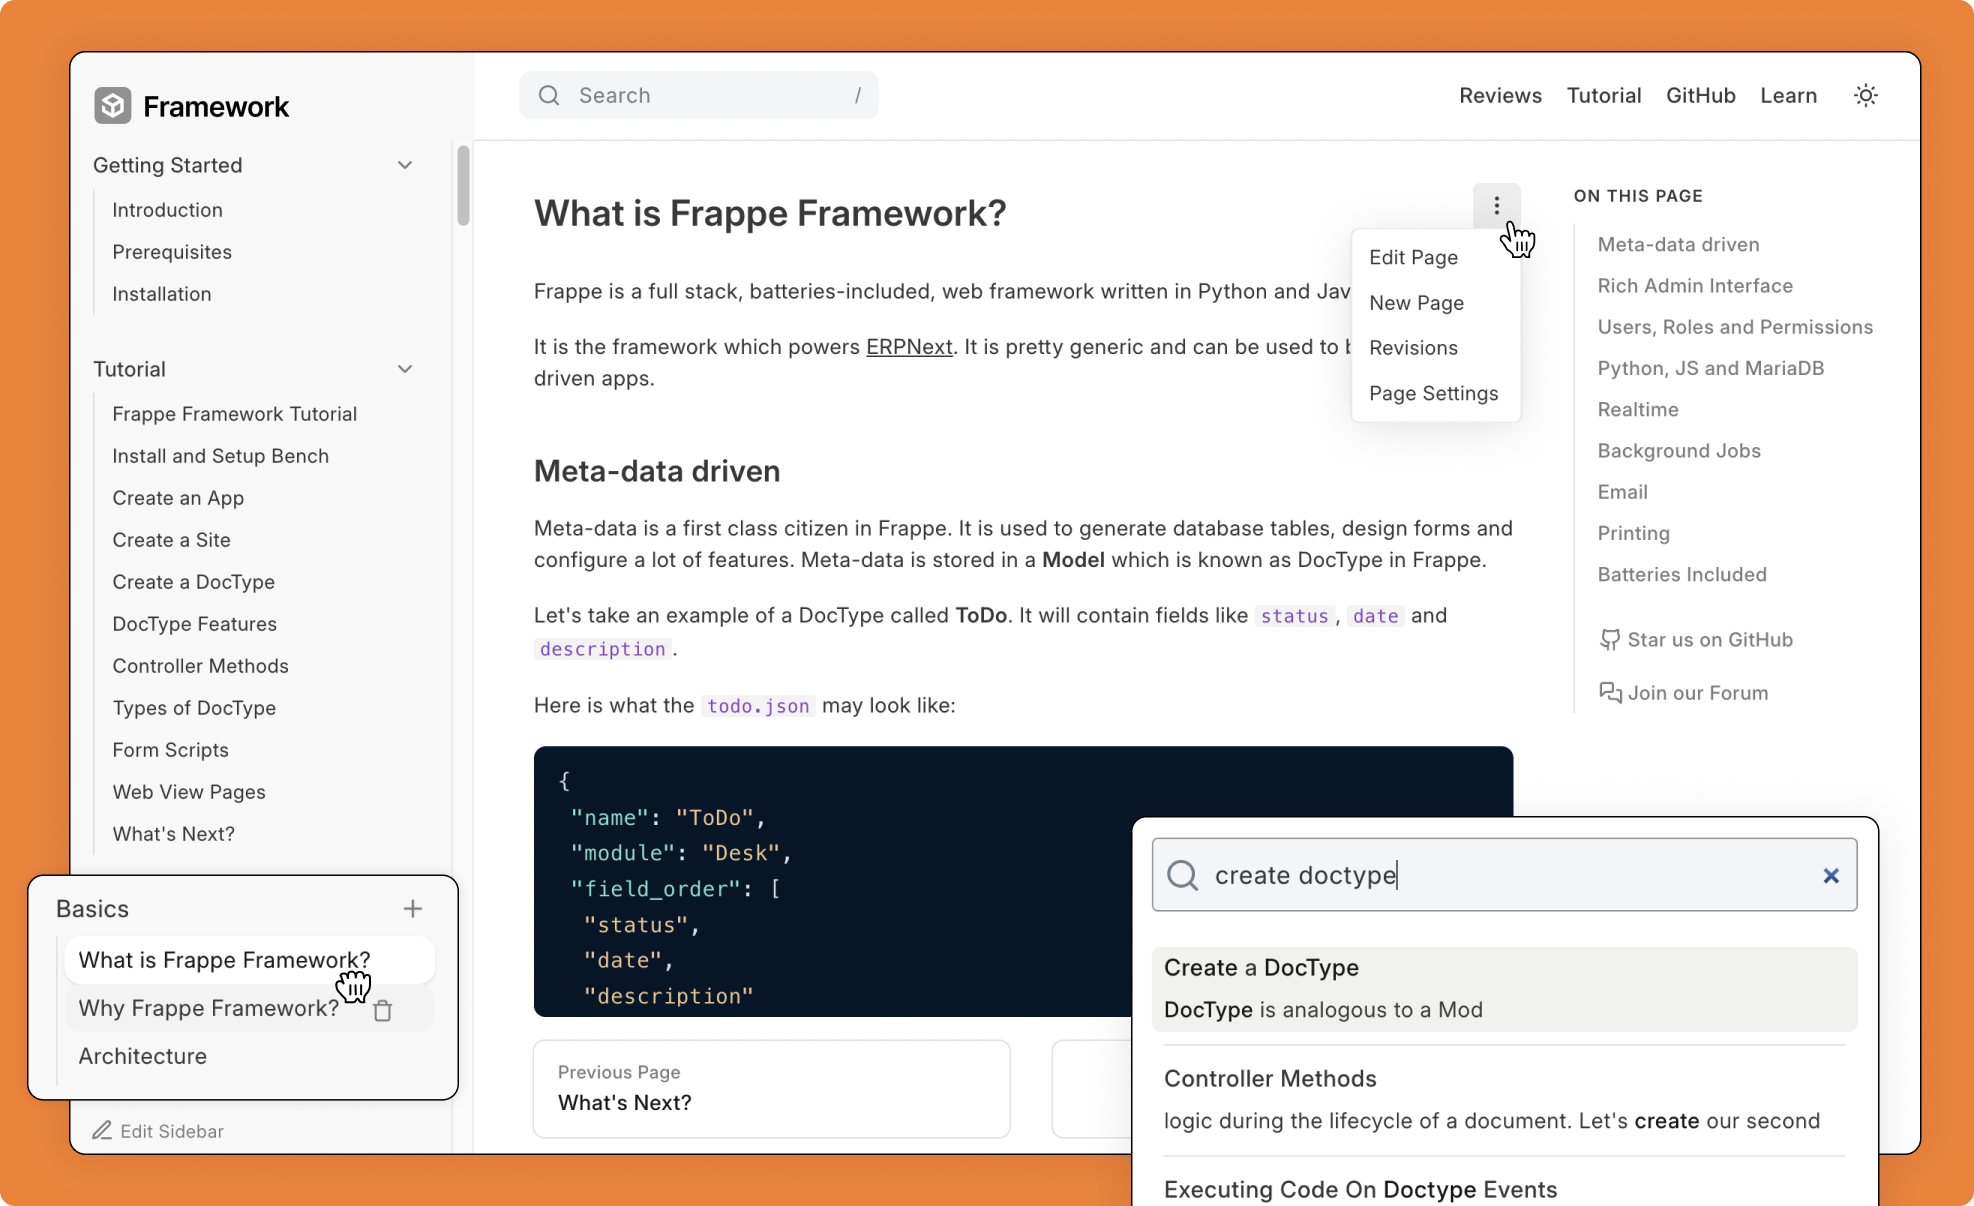 Framework
Search
/
Reviews
Tutorial
GitHub
Learn
Getting Started
Introduction
Prerequisites
Installation
Tutorial
Frappe Framework Tutorial
Install and Setup Bench
Create an App
Create a Site
Create a DocType
DocType Features
Controller Methods
Types of DocType
Form Scripts
Web View Pages
What's Next?
Basics
What is Frappe Framework?
Why Frappe Framework?
Architecture
Edit Sidebar
What is Frappe Framework?
Frappe is a full stack, batteries-included, web framework written in Python and
It is the framework which powers ERPNext. It is pretty generic and can be used to
driven apps.
Edit Page
New Page
Revisions
Page Settings
Meta-data driven
Meta-data is a first class citizen in Frappe. It is used to generate database tables, design forms and
configure a lot of features. Meta-data is stored in a Model which is known as DocType in Frappe.
Let's take an example of a DocType called ToDo. It will contain fields like status, date and
description.
Here is what the todo.json may look like:
{
"name": "ToDo",
"module": "Desk",
"field_order": [
"status",
"date",
"description"
Previous Page
What's Next?
ON THIS PAGE
Meta-data driven
Rich Admin Interface
Users, Roles and Permissions
Python, JS and MariaDB
Realtime
Background Jobs
Email
Printing
Batteries Included
Star us on GitHub
Join our Forum
create doctype
Create a DocType
DocType is analogous to a Mod
Controller Methods
logic during the lifecycle of a document. Let's create our second
Executing Code On Doctype Events